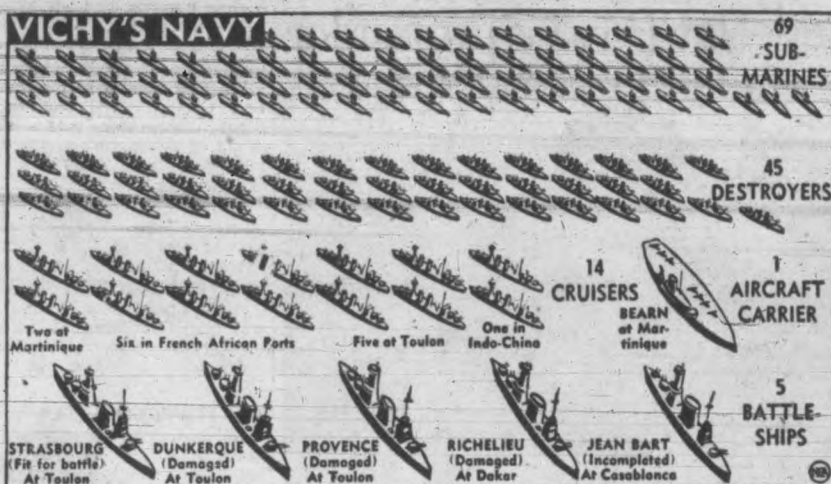 VICHY'S NAVY
69
SUB-
MARINES
45
DESTROYERS
14
CRUISERS
1
AIRCRAFT
CARRIER
BEARN
at Mar-
tinique
Two at
Martinique
Six in French African Ports
Five at Toulon
One in
Indo-China
5
BATTLE-
SHIPS
STRASBOURG
(Fit for battle)
At Toulon
DUNKERQUE
(Damaged)
At Toulon
PROVENCE
(Damaged)
At Toulon
RICHELIEU
(Damaged)
At Dakar
JEAN BART
(Incompleted)
At Casablanca
NEA